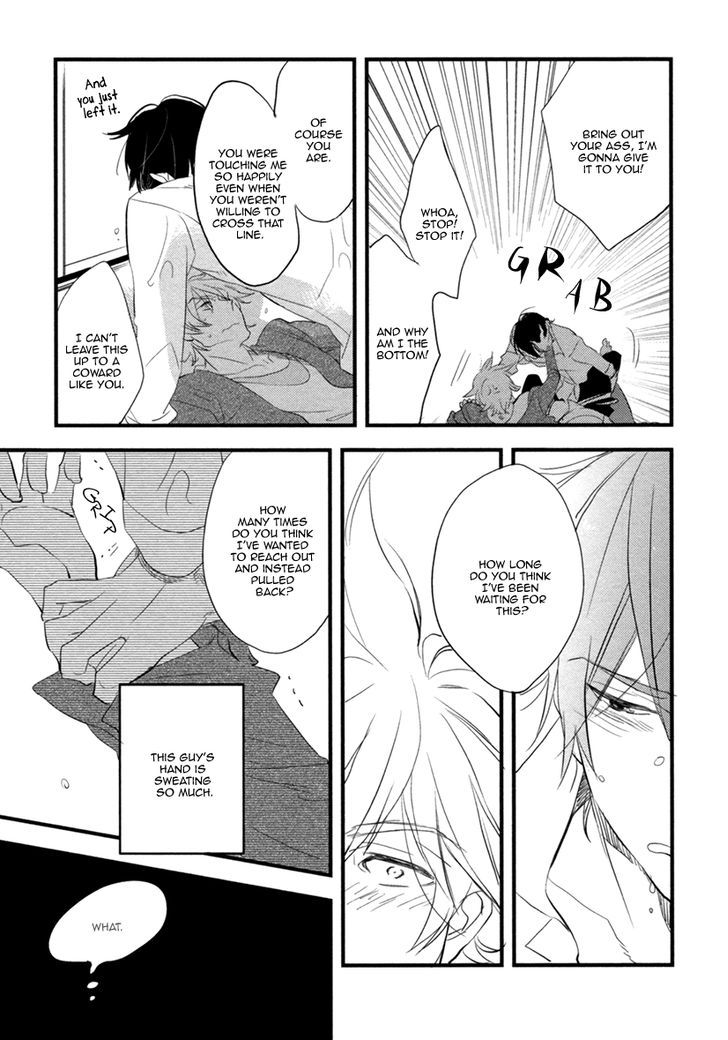 BRING OUT
YOUR ASS, I'M
GONNA GIVE
IT TO YOU!
WHOA,
STOP!
STOP IT!
GRAB
AND WHY
AM I THE
BOTTOM!
OF
COURSE
YOU
ARE.
YOU WERE
TOUCHING ME
SO HAPPILY
EVEN WHEN
YOU WEREN'T
WILLING TO
CROSS THAT
LINE.
And
you just
left it.
I CAN'T
LEAVE THIS
UP TO A
COWARD
LIKE YOU.
HOW LONG
DO YOU THINK
I'VE BEEN
WAITING FOR
THIS?
HOW
MANY TIMES
DO YOU THINK
I'VE WANTED
TO REACH OUT
AND INSTEAD
PULLED
BACK?
GRIP
THIS GUY'S
HAND IS
SWEATING
SO MUCH.
WHAT.